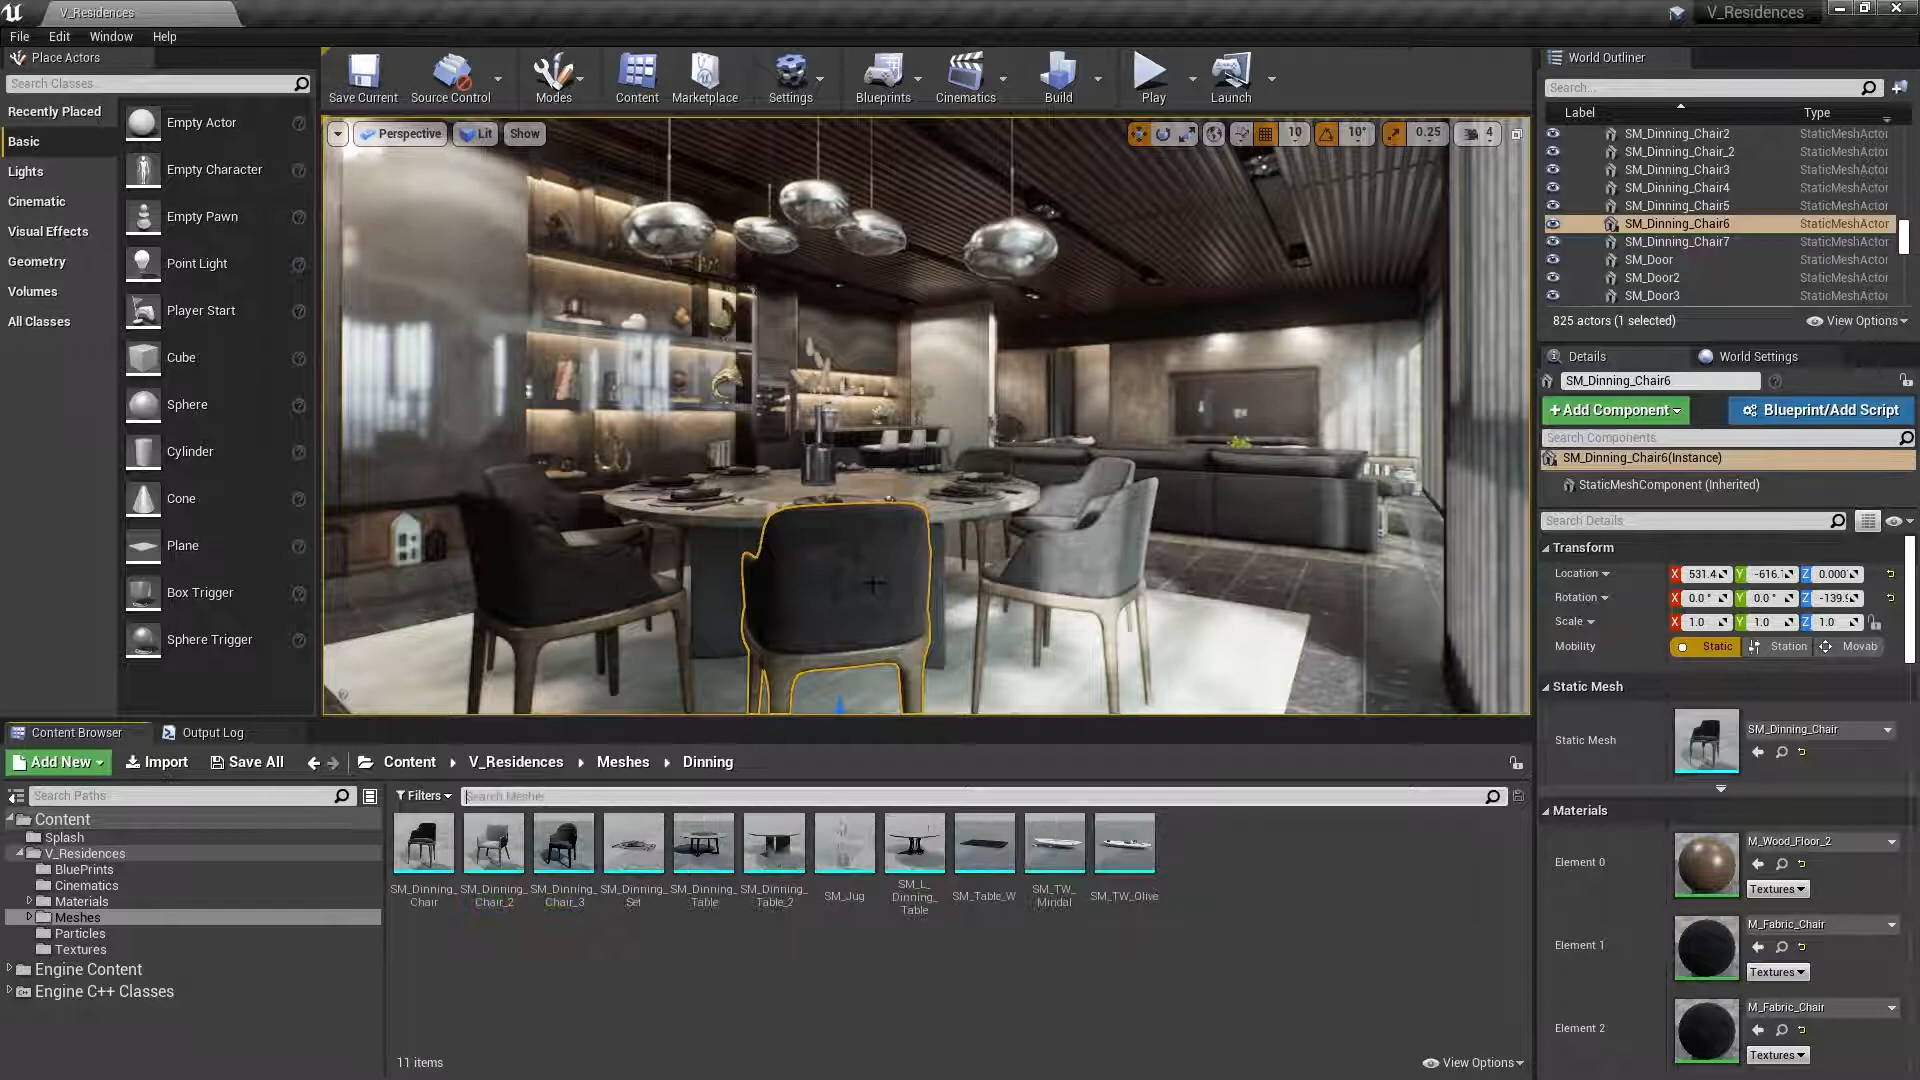 V_Residences
V_Residences
File Edit Window Help
Place Actors
Search Classes
Recently Placed
Basic
Lights
Cinematic
Visual Effects
Geometry
Volumes
All Classes
Empty Actor
Empty Character
Empty Pawn
Point Light
Player Start
Cube
Sphere
Cylinder
Cone
Plane
Box Trigger
Sphere Trigger
Save Current Source Control Modes Content Marketplace Settings Blueprints Cinematics Build Play Launch
Perspective Lit Show
10 10° 0.25 4
World Outliner
Search...
Label Type
SM_Dinning_Chair2 StaticMeshActor
SM_Dinning_Chair_2 StaticMeshActor
SM_Dinning_Chair3 StaticMeshActor
SM_Dinning_Chair4 StaticMeshActor
SM_Dinning_Chair5 StaticMeshActor
SM_Dinning_Chair6 StaticMeshActor
SM_Dinning_Chair7 StaticMeshActor
SM_Door StaticMeshActor
SM_Door2 StaticMeshActor
SM_Door3 StaticMeshActor
825 actors (1 selected) View Options
Details World Settings
SM_Dinning_Chair6
+Add Component Blueprint/Add Script
Search Components
SM_Dinning_Chair6(Instance)
StaticMeshComponent (Inherited)
Search Details
Transform
Location X 531.4 Y -616.1 Z 0.000
Rotation X 0.0° Y 0.0° Z -139.9
Scale X 1.0 Y 1.0 Z 1.0
Mobility Static Station Movab
Static Mesh
Static Mesh SM_Dinning_Chair
Materials
Element 0 M_Wood_Floor_2
Textures
Element 1 M_Fabric_Chair
Textures
Element 2 M_Fabric_Chair
Textures
Content Browser Output Log
Add New Import Save All Content V_Residences Meshes Dinning
Search Paths
Filters Search Meshes
Content
Splash
V_Residences
BluePrints
Cinematics
Materials
Meshes
Particles
Textures
Engine Content
Engine C++ Classes
SM_Dinning_
Chair
SM_Dinning_
Chair_2
SM_Dinning_
Chair_3
SM_Dinning_
Set
SM_Dinning_
Table
SM_Dinning_
Table_2
SM_Jug
SM_L_
Dinning_
Table
SM_Table_W
SM_TW_
Mindal
SM_TW_Olive
11 items View Options